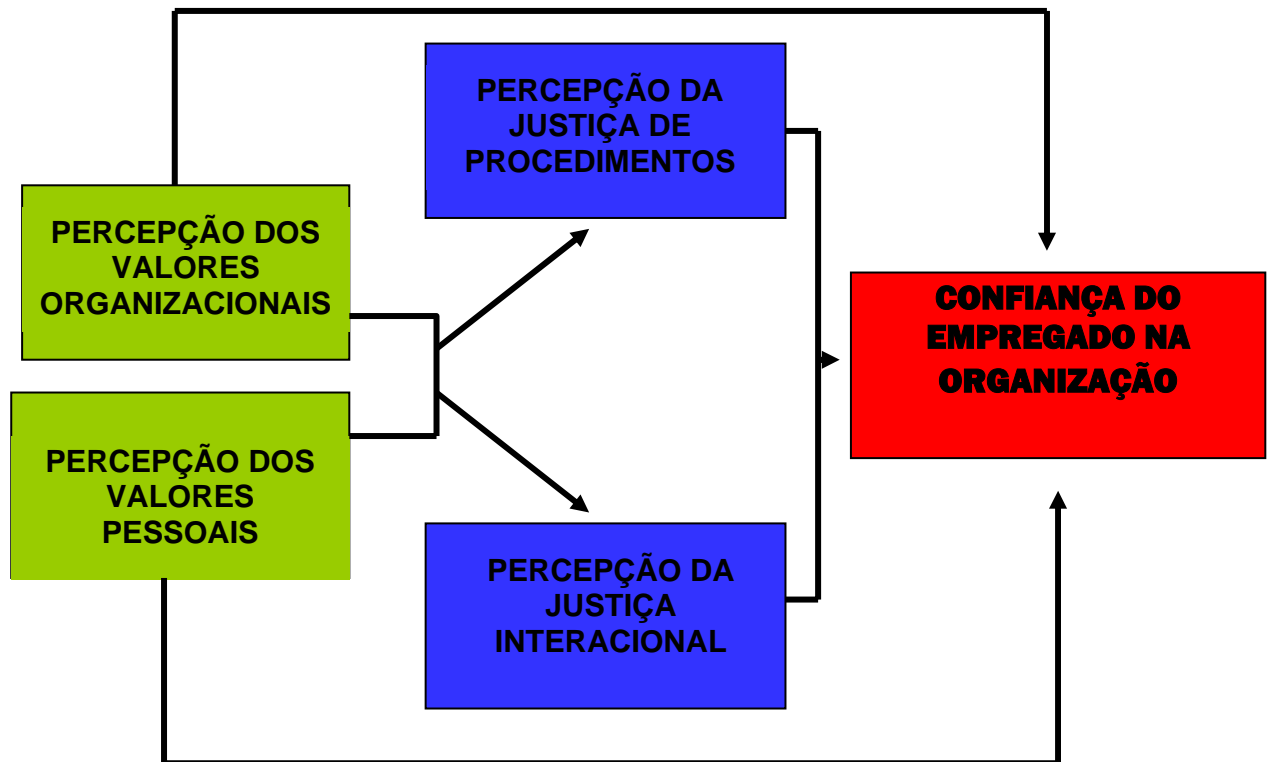 PERCEPÇÃO DA
JUSTIÇA DE
PROCEDIMENTOS
PERCEPÇÃO DOS
VALORES
ORGANIZACIONAIS
CONFIANÇA DO
EMPREGADO NA
ORGANIZAÇÃO
PERCEPÇÃO DOS
VALORES
PESSOAIS
PERCEPÇÃO DA
JUSTIÇA
INTERACIONAL